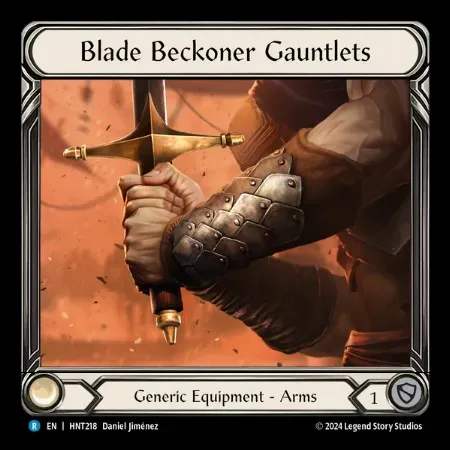 Blade Beckoner Gauntlets
Generic Equipment - Arms
1
R EN | HNT218 Daniel Jiménez
© 2024 Legend Story Studios